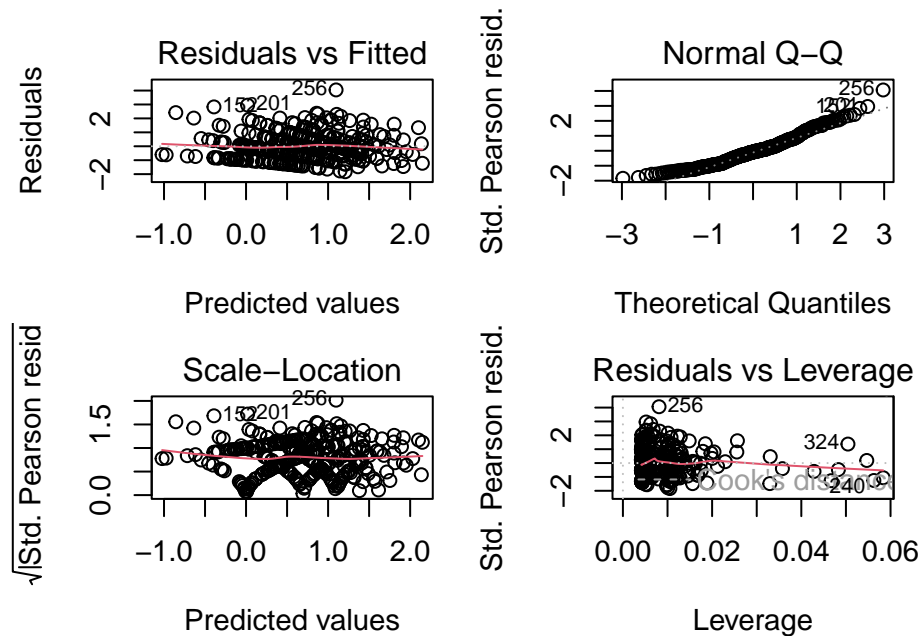 Residuals vs Fitted
Residuals
2
−2
256
152
201
−1.0 0.0 1.0 2.0
Predicted values
Normal Q−Q
Std. Pearson resid.
2
−2
256
−3 −1 1 2 3
Theoretical Quantiles
Scale−Location
√|Std. Pearson resid
1.5
0.0
256
152
201
−1.0 0.0 1.0 2.0
Predicted values
Residuals vs Leverage
Std. Pearson resid.
2
−2
256
324
240
Cook's distance
0.00 0.02 0.04 0.06
Leverage